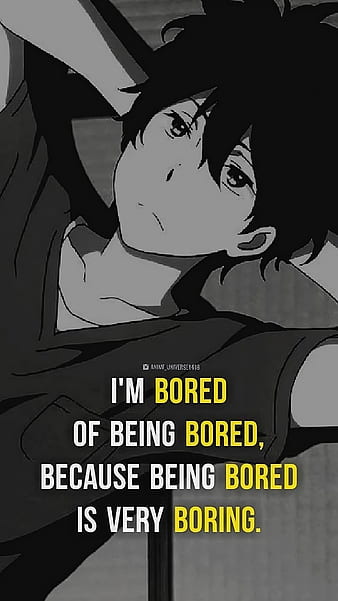 ANIME_UNIVERSE1418
I'M BORED
OF BEING BORED,
BECAUSE BEING BORED
IS VERY BORING.